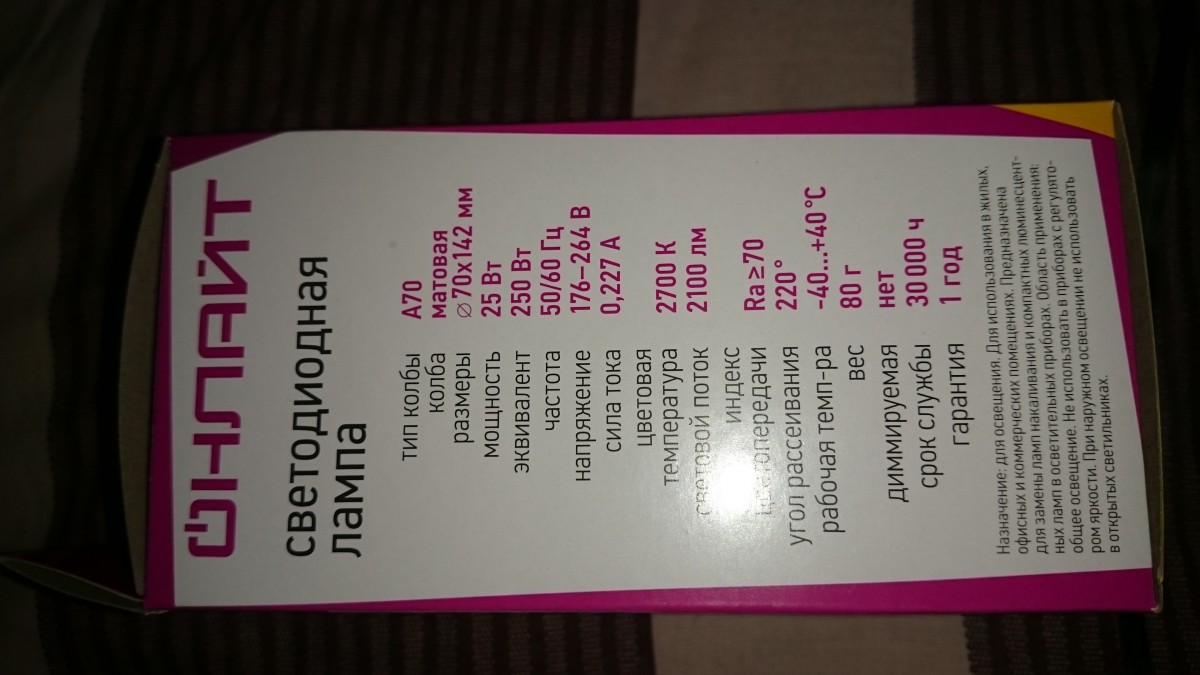 ОНЛАЙТ
светодиодная
лампа
тип колбы А70
колба матовая
размеры ⌀ 70х142 мм
мощность 25 Вт
эквивалент 250 Вт
частота 50/60 Гц
напряжение 176–264 В
сила тока 0,227 А
цветовая
температура 2700 К
световой поток 2100 лм
индекс
цветопередачи Ra≥70
угол рассеивания 220°
рабочая темп-ра -40...+40°С
вес 80 г
диммируемая нет
срок службы 30 000 ч
гарантия 1 год
Назначение: для освещения. Для использования в жилых,
офисных и коммерческих помещениях. Предназначена
для замены ламп накаливания и компактных люминесцент-
ных ламп в осветительных приборах. Область применения:
общее освещение. Не использовать в приборах с регулято-
ром яркости. При наружном освещении не использовать
в открытых светильниках.